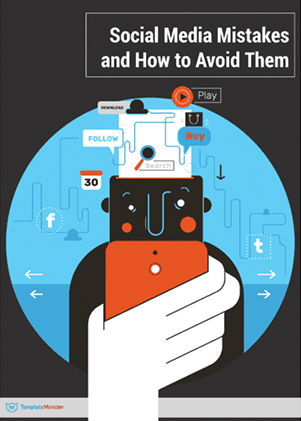 Social Media Mistakes
and How to Avoid Them
Play
DOWNLOAD
FOLLOW
Buy
Search
30
f
t
TemplateMonster